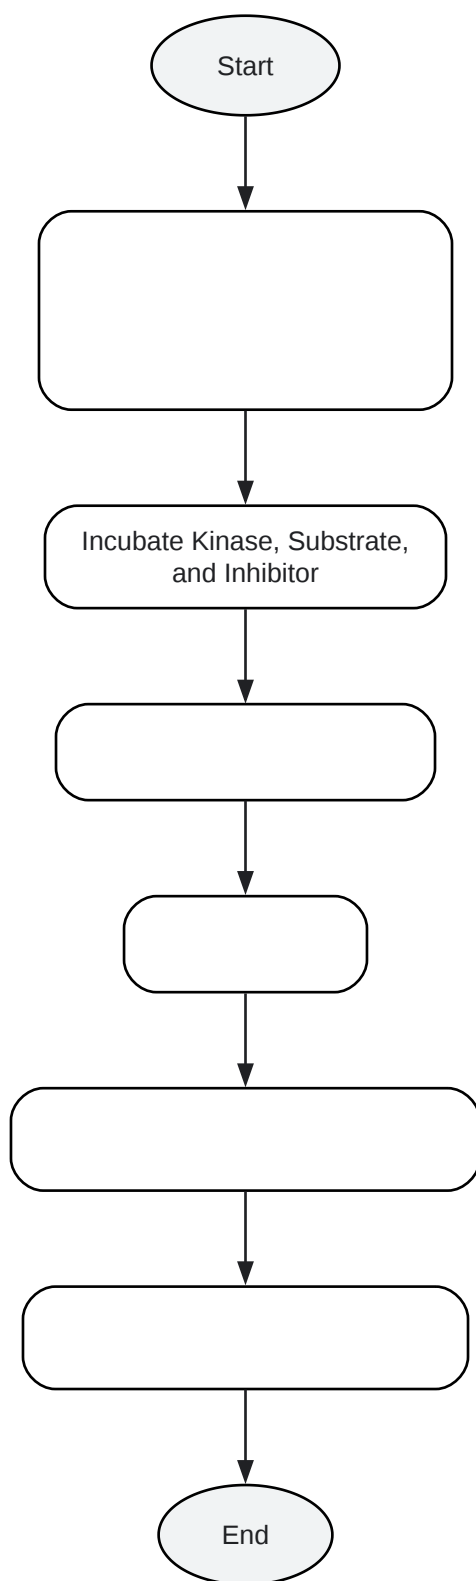 Start
Incubate Kinase, Substrate,
and Inhibitor
End